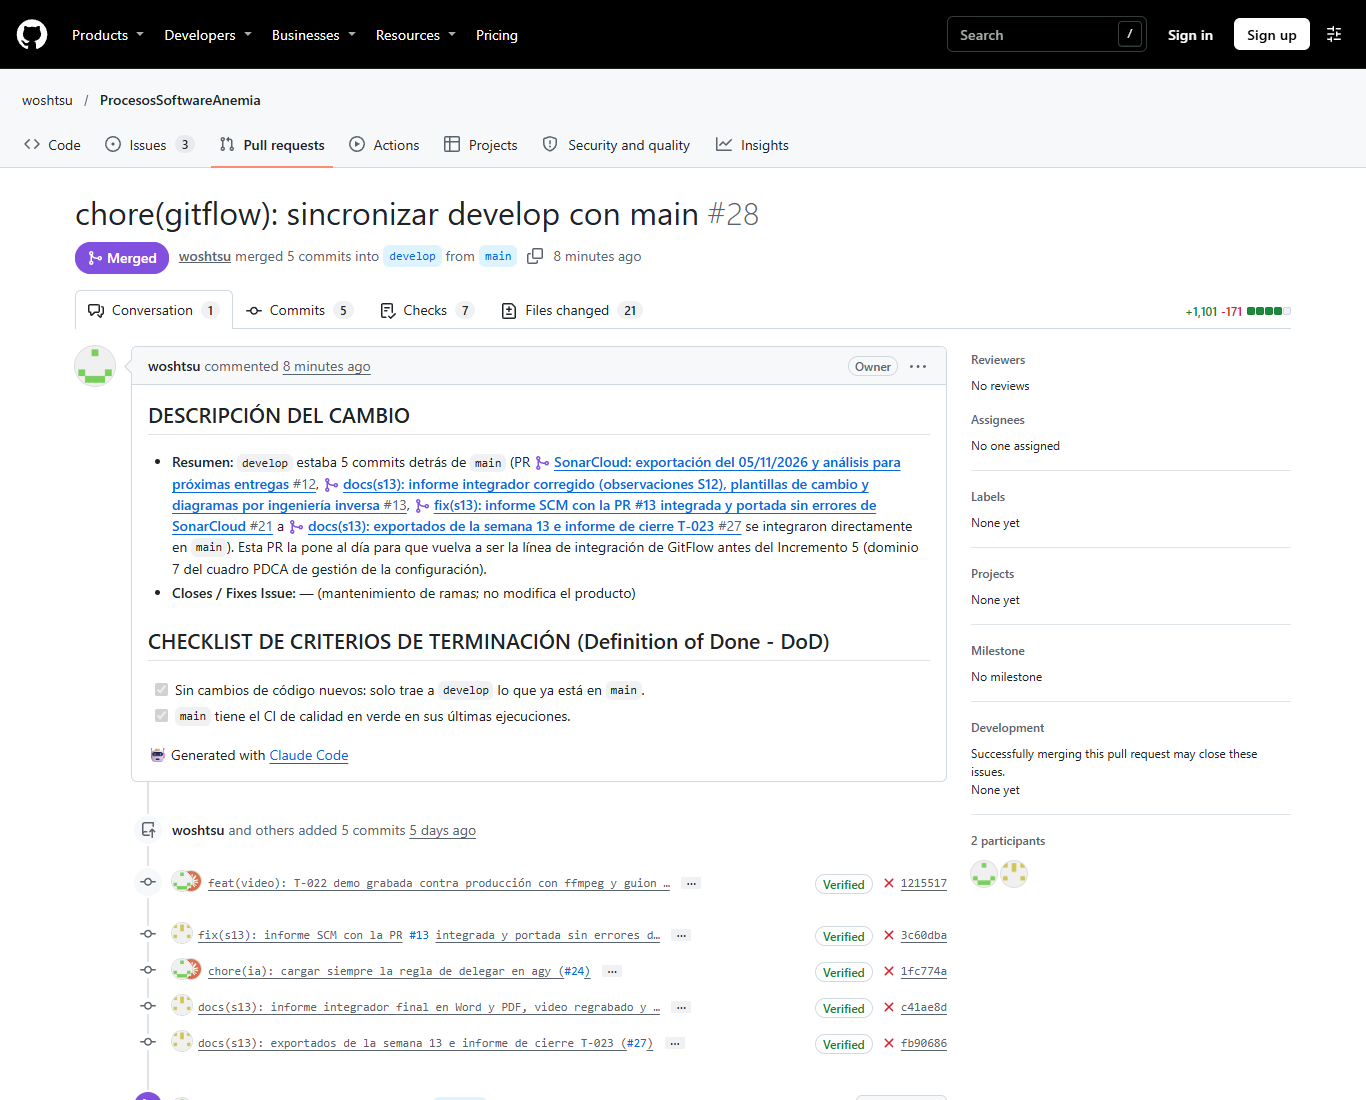 Products Developers Businesses Resources Pricing Search / Sign in Sign up
woshtsu / ProcesosSoftwareAnemia
Code Issues 3 Pull requests Actions Projects Security and quality Insights
chore(gitflow): sincronizar develop con main #28
Merged woshtsu merged 5 commits into develop from main 8 minutes ago
Conversation 1 Commits 5 Checks 7 Files changed 21 +1,101 -171
woshtsu commented 8 minutes ago Owner ...
DESCRIPCIÓN DEL CAMBIO
• Resumen: develop estaba 5 commits detrás de main (PR SonarCloud: exportación del 05/11/2026 y análisis para
próximas entregas #12, docs(s13): informe integrador corregido (observaciones S12), plantillas de cambio y
diagramas por ingeniería inversa #13, fix(s13): informe SCM con la PR #13 integrada y portada sin errores de
SonarCloud #21 a docs(s13): exportados de la semana 13 e informe de cierre T-023 #27 se integraron directamente
en main ). Esta PR la pone al día para que vuelva a ser la línea de integración de GitFlow antes del Incremento 5 (dominio
7 del cuadro PDCA de gestión de la configuración).
• Closes / Fixes Issue: — (mantenimiento de ramas; no modifica el producto)
CHECKLIST DE CRITERIOS DE TERMINACIÓN (Definition of Done - DoD)
Sin cambios de código nuevos: solo trae a develop lo que ya está en main .
main tiene el CI de calidad en verde en sus últimas ejecuciones.
Generated with Claude Code
woshtsu and others added 5 commits 5 days ago
feat(video): T-022 demo grabada contra producción con ffmpeg y guion … ... Verified 1215517
fix(s13): informe SCM con la PR #13 integrada y portada sin errores d… ... Verified 3c60dba
chore(ia): cargar siempre la regla de delegar en agy (#24) ... Verified 1fc774a
docs(s13): informe integrador final en Word y PDF, video regrabado y … ... Verified c41ae8d
docs(s13): exportados de la semana 13 e informe de cierre T-023 (#27) ... Verified fb90686
Reviewers
No reviews
Assignees
No one assigned
Labels
None yet
Projects
None yet
Milestone
No milestone
Development
Successfully merging this pull request may close these
issues.
None yet
2 participants